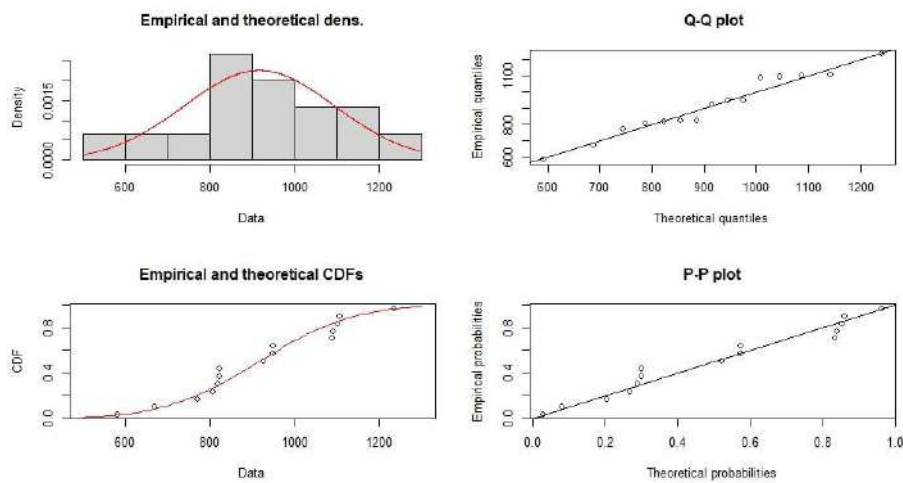 Empirical and theoretical dens.
Density
0.0000 0.0015
600 800 1000 1200
Data
Q-Q plot
Empirical quantiles
600 800 1100
600 700 800 900 1000 1100 1200
Theoretical quantiles
Empirical and theoretical CDFs
CDF
0.0 0.4 0.8
600 800 1000 1200
Data
P-P plot
Empirical probabilities
0.0 0.4 0.8
0.0 0.2 0.4 0.6 0.8 1.0
Theoretical probabilities